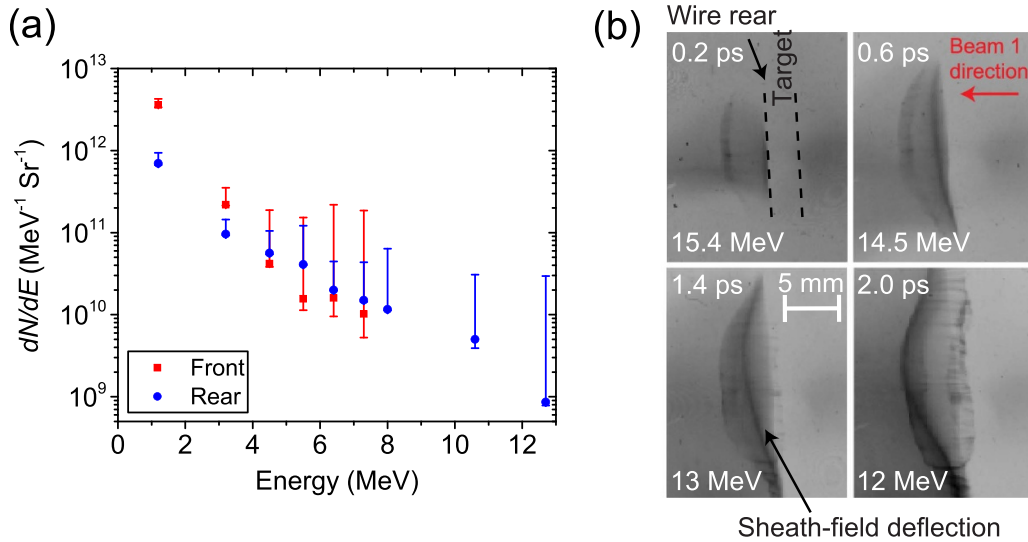 (a)
10^13
10^12
10^11
10^10
10^9
dN/dE (MeV^-1 Sr^-1)
Front
Rear
0 2 4 6 8 10 12
Energy (MeV)
(b)
Wire rear
0.2 ps
Target
15.4 MeV
0.6 ps
Beam 1
direction
14.5 MeV
1.4 ps
5 mm
13 MeV
2.0 ps
12 MeV
Sheath-field deflection